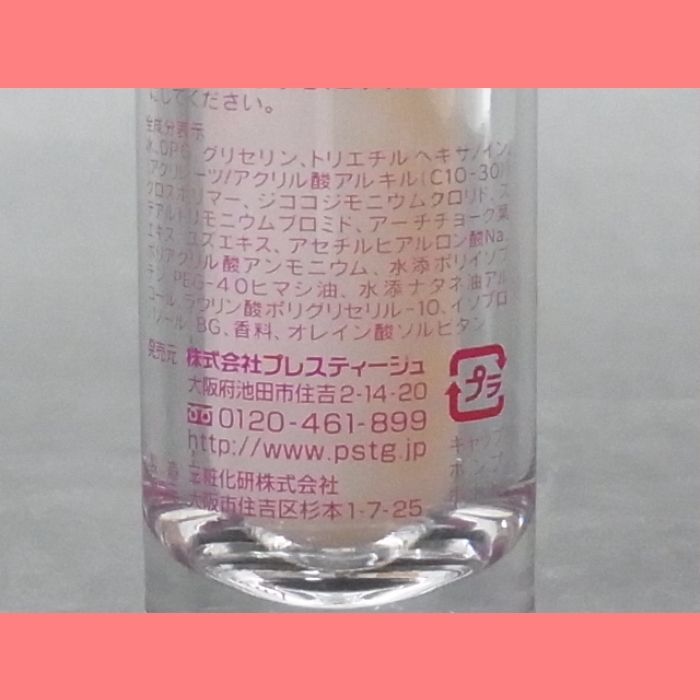 にしてください。
全成分表示
水、DPG、グリセリン、トリエチルヘキサノイン、
(アクリレーツ/アクリル酸アルキル(C10-30))
クロスポリマー、ジココジモニウムクロリド、ス
テアルトリモニウムブロミド、アーチチョーク葉
エキス、ユズエキス、アセチルヒアルロン酸Na、
ポリアクリル酸アンモニウム、水添ポリイソブ
テン、PEG-40ヒマシ油、水添ナタネ油アル
コール、ラウリン酸ポリグリセリル-10、イソプロ
パノール、BG、香料、オレイン酸ソルビタン
発売元 株式会社プレスティージュ
大阪府池田市住吉2-14-20
0120-461-899
http://www.pstg.jp
粧化研株式会社
大阪市住吉区杉本1-7-25
プラ
キャップ
ポンプ